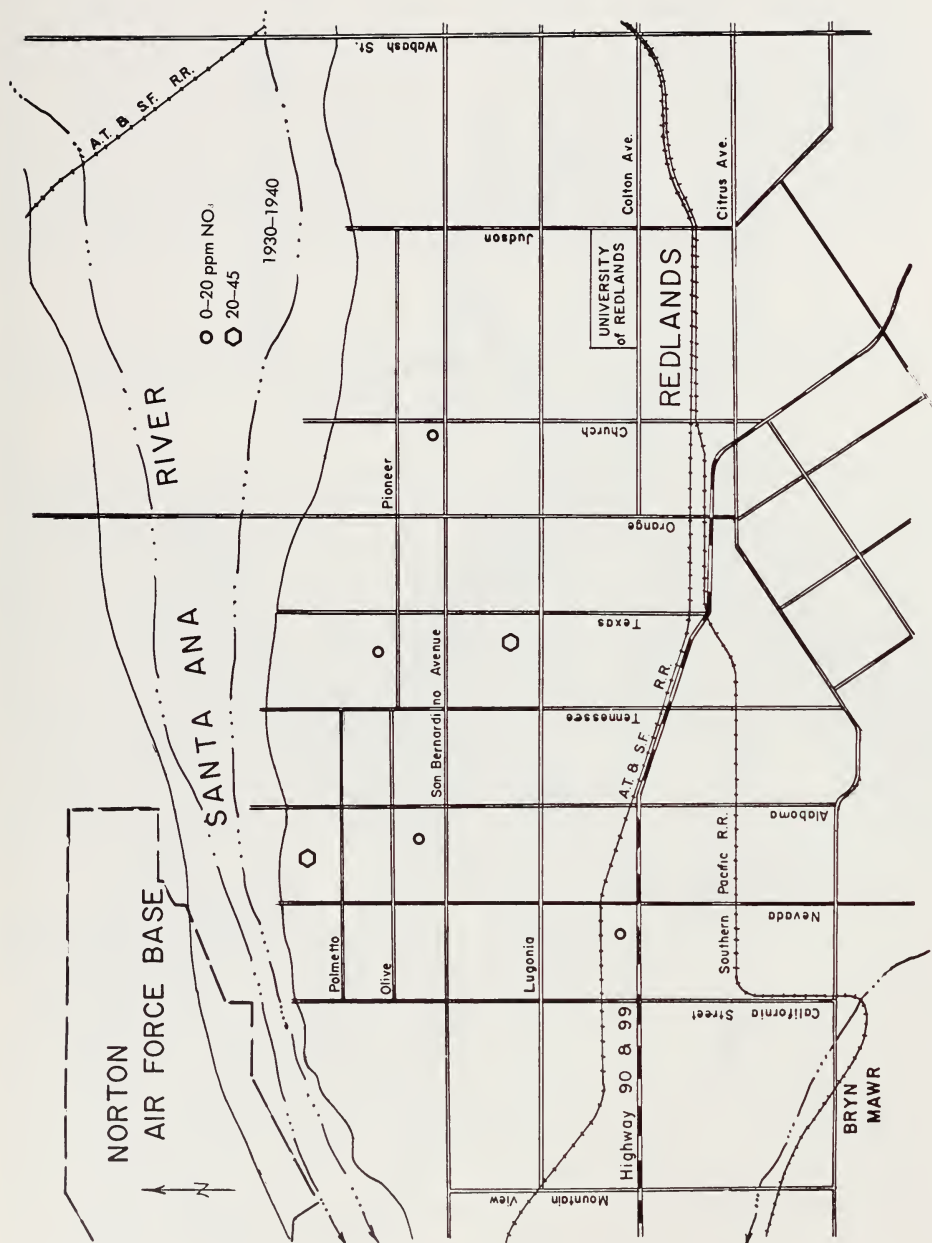 NORTON
AIR FORCE BASE
N
SANTA ANA RIVER
A.T. & S.F. R.R.
○ 0–20 ppm NO₃
⬡ 20–45
1930–1940
Wabash St.
Judson
Church
Orange
Texas
Tennessee
Alabama
Nevada
California
Street
Mountain
View
Pioneer
Palmetto
Olive
San Bernardino Avenue
Lugonia
UNIVERSITY
of REDLANDS
Colton Ave.
REDLANDS
Citrus Ave.
A.T. & S.F. R.R.
Highway 90 & 99
Southern Pacific R.R.
BRYN
MAWR